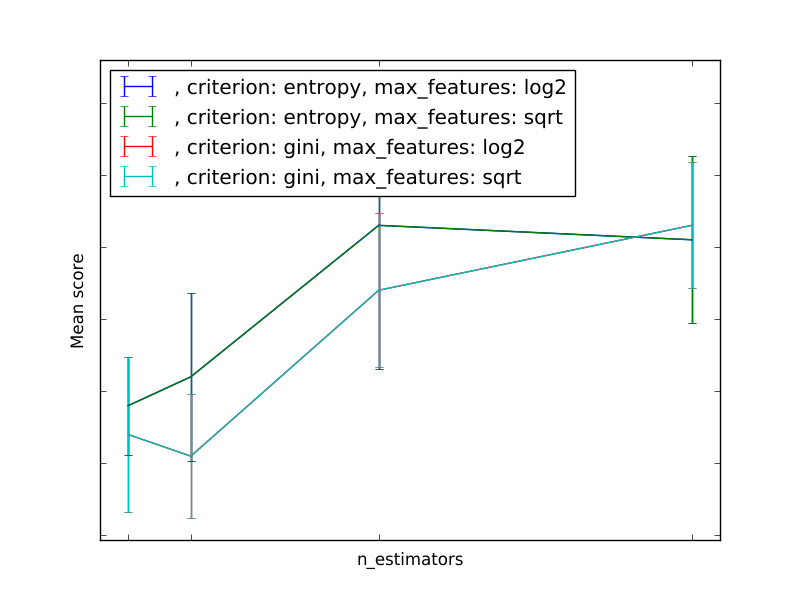 , criterion: entropy, max_features: log2
, criterion: entropy, max_features: sqrt
, criterion: gini, max_features: log2
, criterion: gini, max_features: sqrt
Mean score
n_estimators